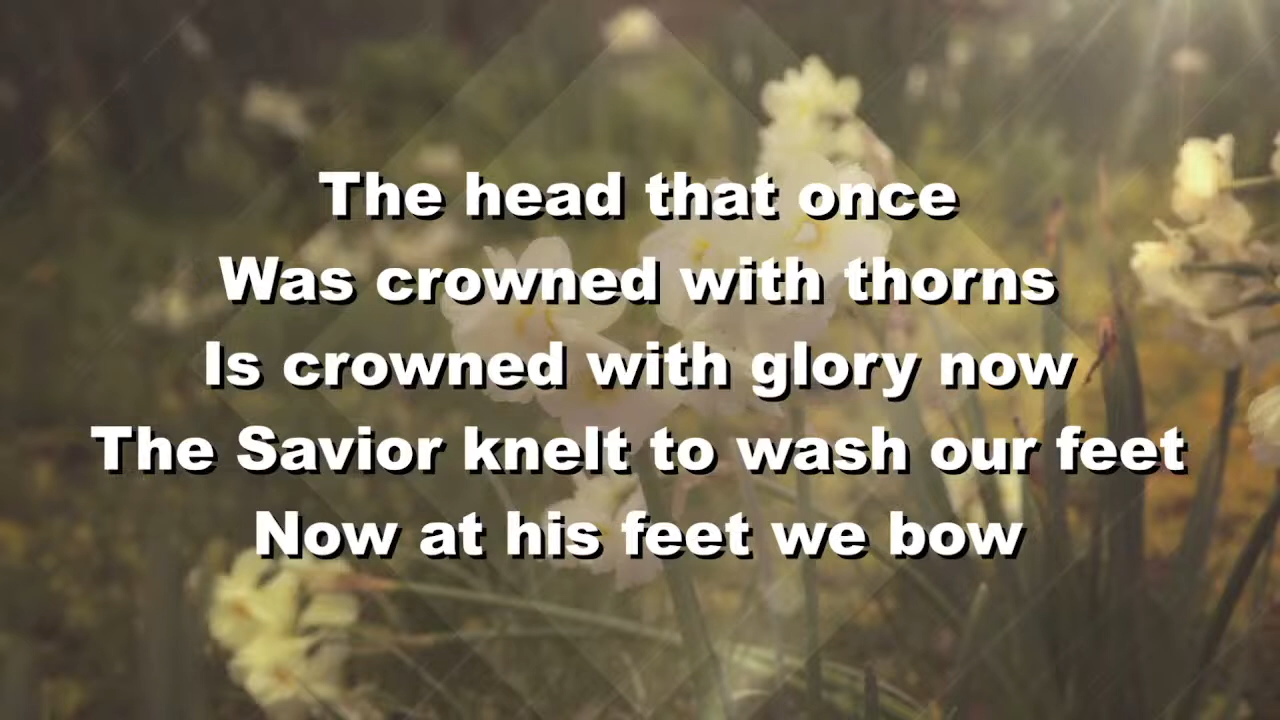 The head that once
Was crowned with thorns
Is crowned with glory now
The Savior knelt to wash our feet
Now at his feet we bow